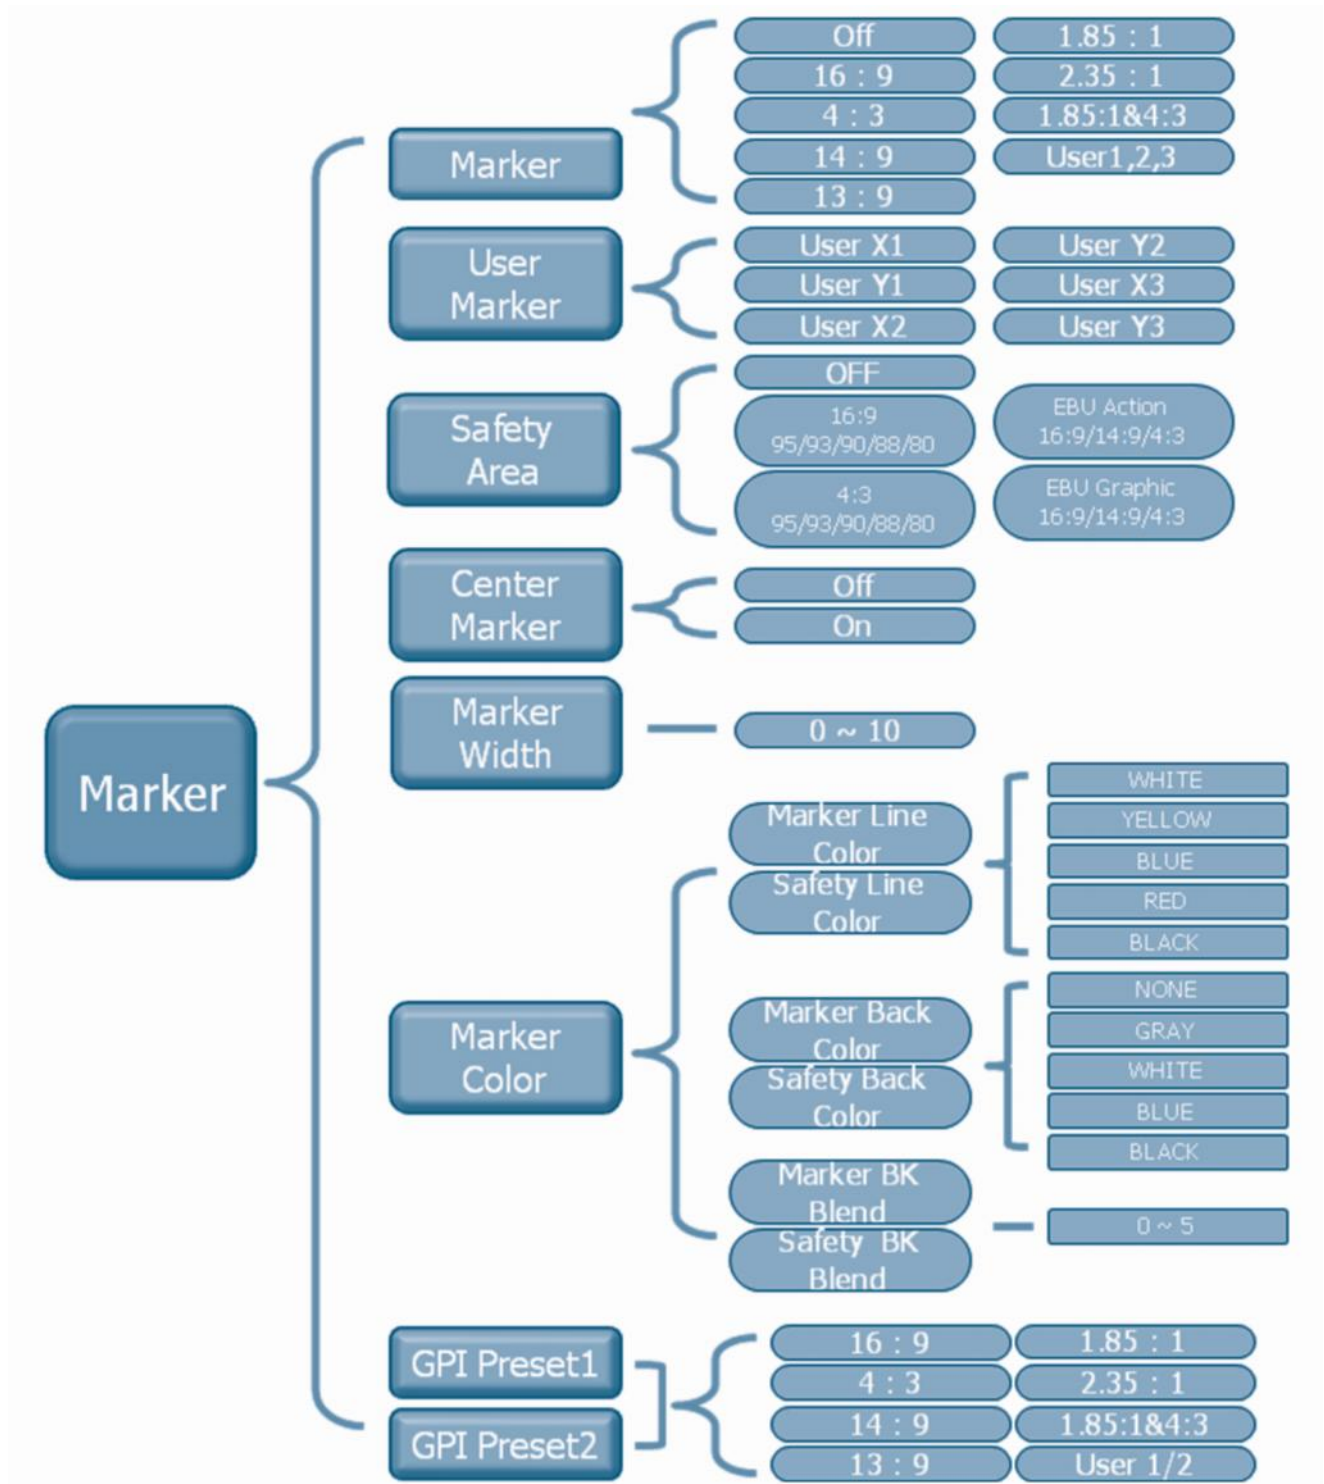 Marker
Marker
Off
16 : 9
4 : 3
14 : 9
13 : 9
1.85 : 1
2.35 : 1
1.85:1&4:3
User1,2,3
User
Marker
User X1
User Y1
User X2
User Y2
User X3
User Y3
Safety
Area
OFF
16:9
95/93/90/88/80
4:3
95/93/90/88/80
EBU Action
16:9/14:9/4:3
EBU Graphic
16:9/14:9/4:3
Center
Marker
Off
On
Marker
Width
0 ~ 10
Marker
Color
Marker Line
Color
Safety Line
Color
WHITE
YELLOW
BLUE
RED
BLACK
Marker Back
Color
Safety Back
Color
NONE
GRAY
WHITE
BLUE
BLACK
Marker BK
Blend
Safety BK
Blend
0 ~ 5
GPI Preset1
GPI Preset2
16 : 9
4 : 3
14 : 9
13 : 9
1.85 : 1
2.35 : 1
1.85:1&4:3
User 1/2